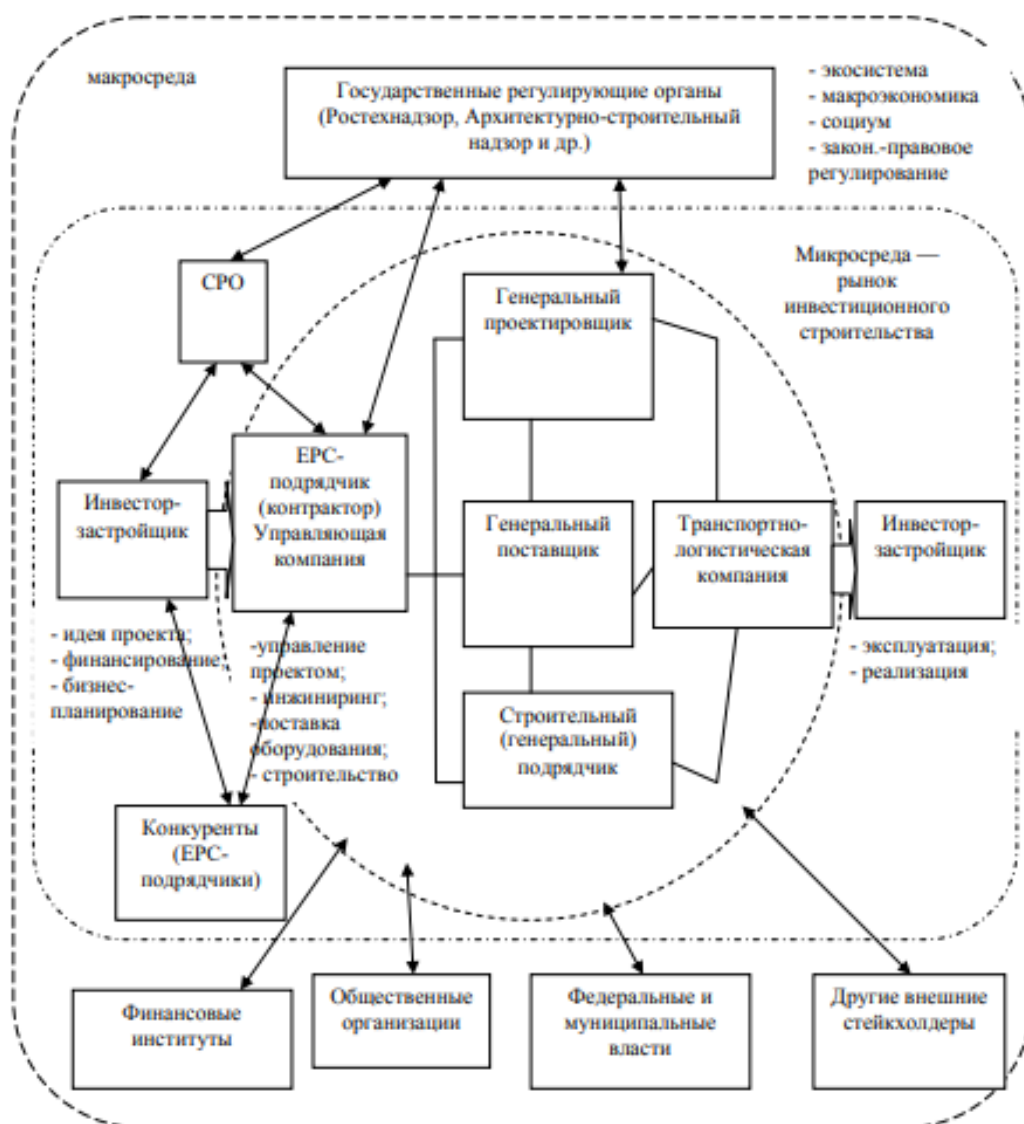 макросреда
Государственные регулирующие органы
(Ростехнадзор, Архитектурно-строительный
надзор и др.)
- экосистема
- макроэкономика
- социум
- закон.-правовое
регулирование
Микросреда —
рынок
инвестиционного
строительства
СРО
Генеральный
проектировщик
Инвестор-
застройщик
ЕРС-
подрядчик
(контрактор)
Управляющая
компания
Генеральный
поставщик
Транспортно-
логистическая
компания
Инвестор-
застройщик
- идея проекта;
- финансирование;
- бизнес-
планирование
-управление
проектом;
- инжиниринг;
-поставка
оборудования;
- строительство
- эксплуатация;
- реализация
Строительный
(генеральный)
подрядчик
Конкуренты
(ЕРС-
подрядчики)
Финансовые
институты
Общественные
организации
Федеральные и
муниципальные
власти
Другие внешние
стейкхолдеры